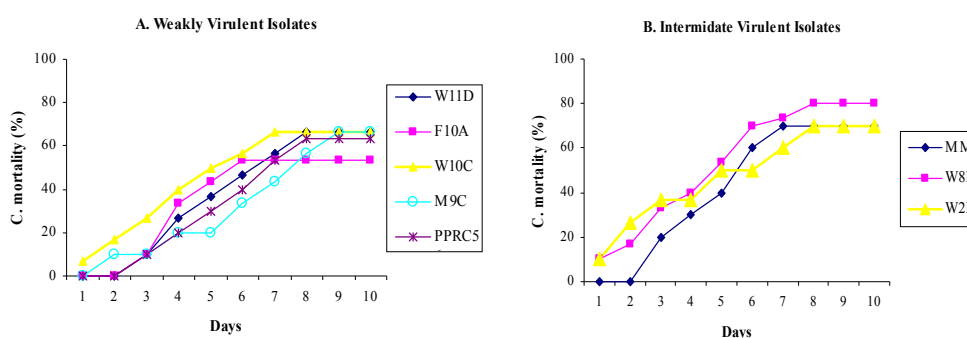 A. Weakly Virulent Isolates
C. mortality (%)
100
80
60
40
20
0
1 2 3 4 5 6 7 8 9 10
Days
W11D
F10A
W10C
M9C
PPRC5
B. Intermidate Virulent Isolates
C. mortality (%)
100
80
60
40
20
0
1 2 3 4 5 6 7 8 9 10
Days